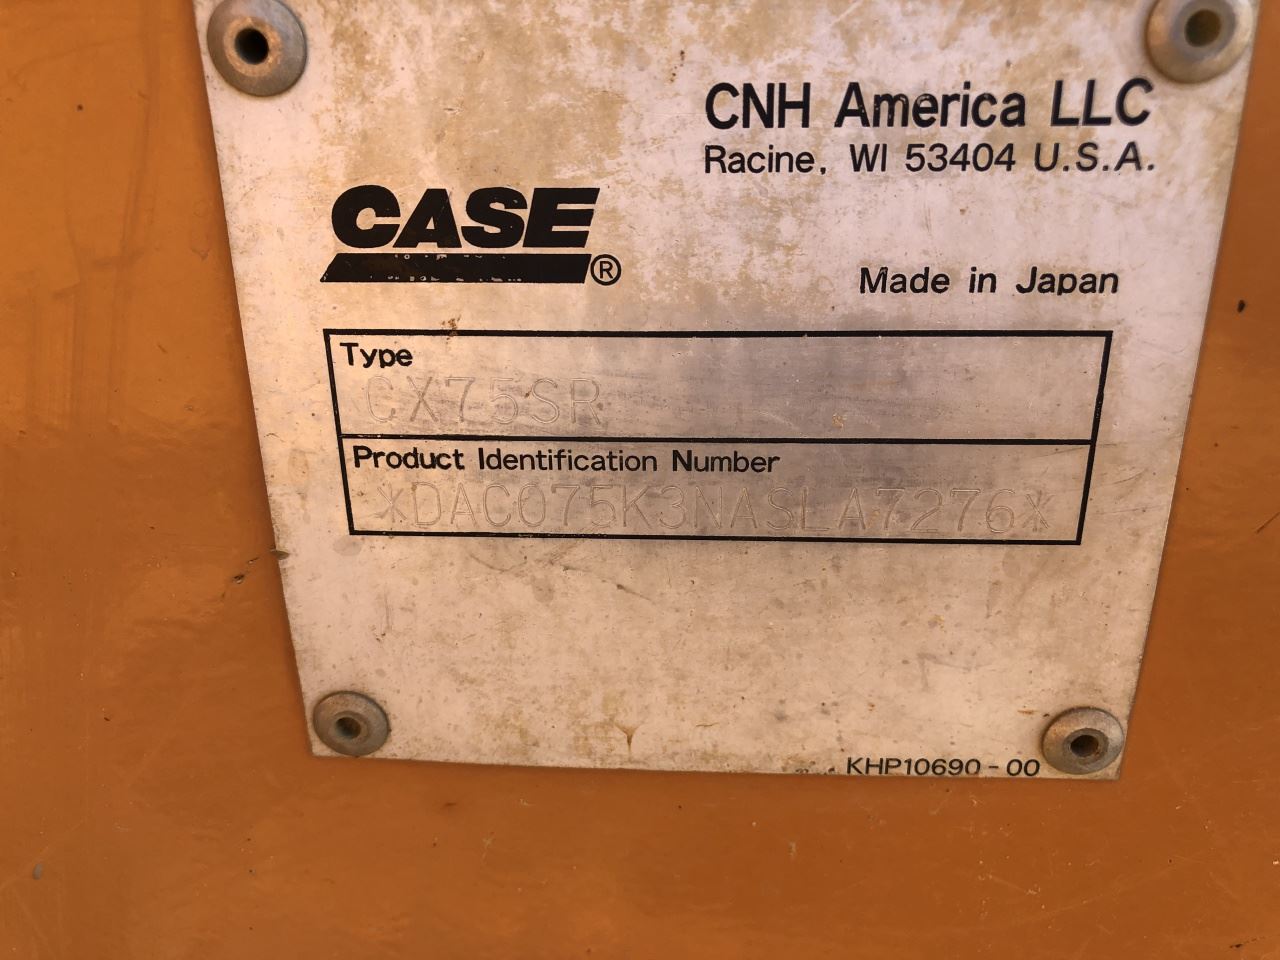 CNH America LLC
Racine, WI 53404 U.S.A.
CASE®
Made in Japan
Type
CX75SR
Product Identification Number
*DAC075K3NASLA7276*
KHP10690-00